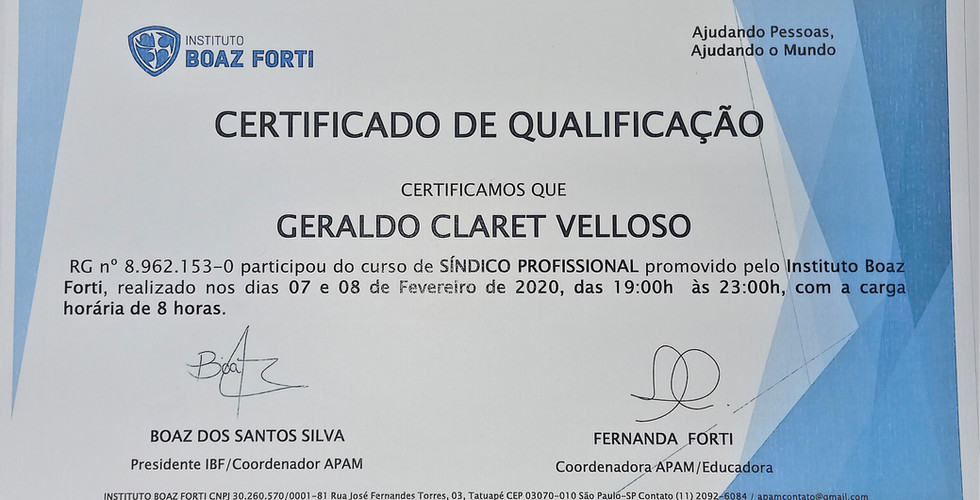 INSTITUTO
BOAZ FORTI
Ajudando Pessoas,
Ajudando o Mundo
CERTIFICADO DE QUALIFICAÇÃO
CERTIFICAMOS QUE
GERALDO CLARET VELLOSO
RG nº 8.962.153-0 participou do curso de SÍNDICO PROFISSIONAL promovido pelo Instituto Boaz
Forti, realizado nos dias 07 e 08 de Fevereiro de 2020, das 19:00h às 23:00h, com a carga
horária de 8 horas.
Boaz
BOAZ DOS SANTOS SILVA
Presidente IBF/Coordenador APAM
FERNANDA FORTI
Coordenadora APAM/Educadora
INSTITUTO BOAZ FORTI CNPJ 30.260.570/0001-81 Rua José Fernandes Torres, 03, Tatuapé CEP 03070-010 São Paulo-SP Contato (11) 2092-6084 / apamcontato@gmail.com